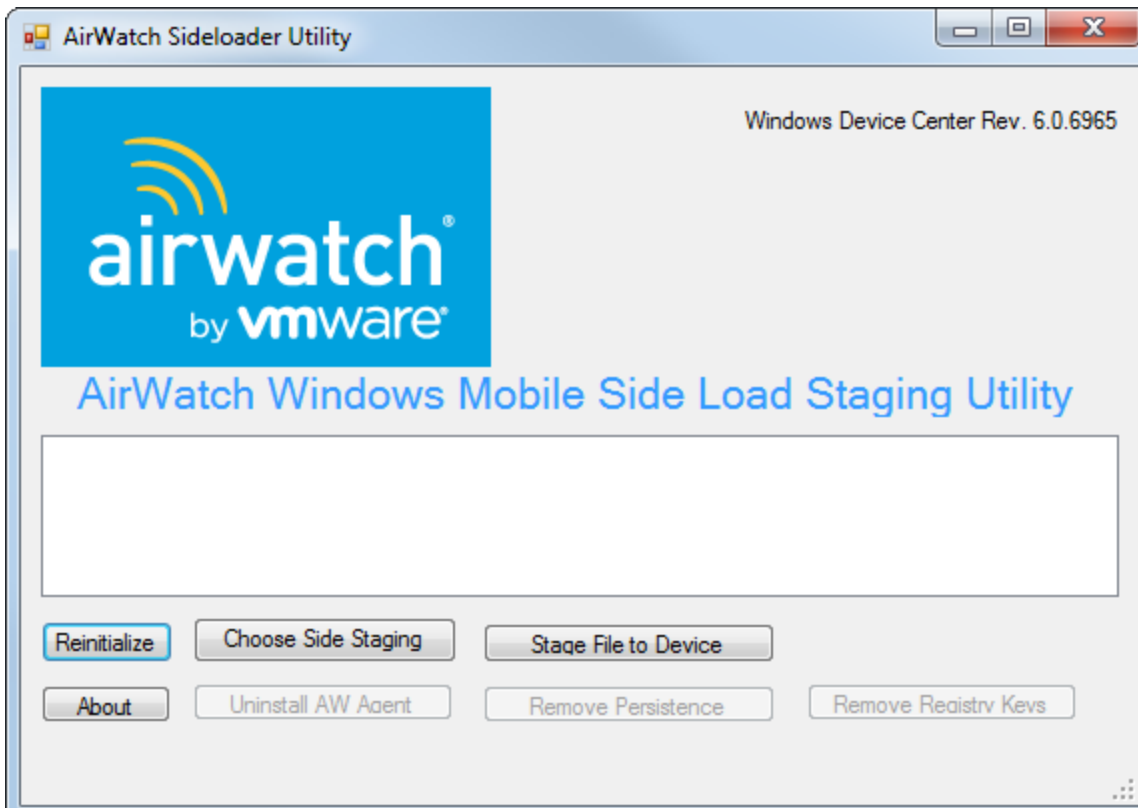 AirWatch Sideloader Utility
Windows Device Center Rev. 6.0.6965
airwatch®
by vmware®
AirWatch Windows Mobile Side Load Staging Utility
Reinitialize
Choose Side Staging
Stage File to Device
About
Uninstall AW Agent
Remove Persistence
Remove Registry Keys